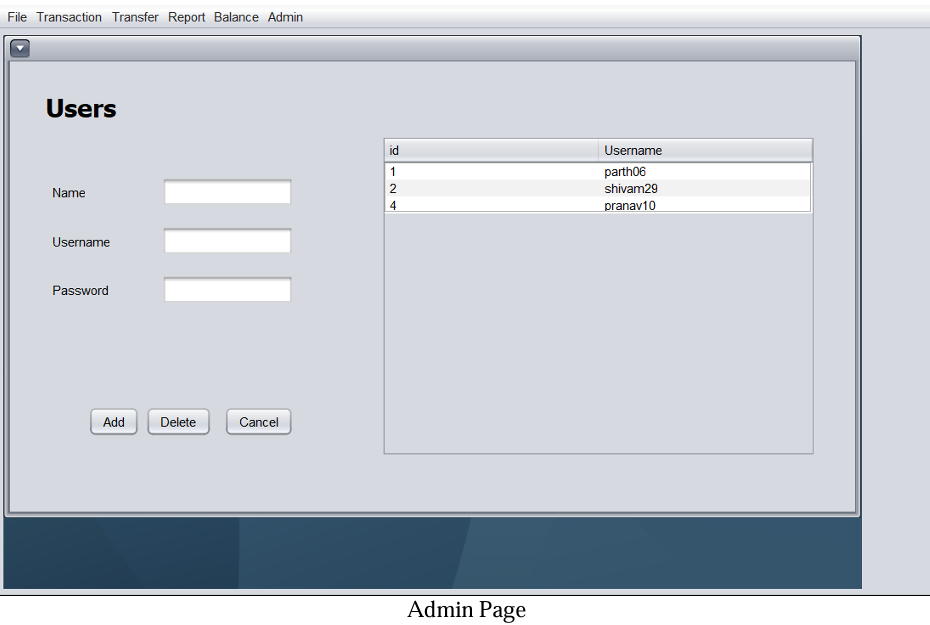 File Transaction Transfer Report Balance Admin
Users
id Username
1 parth06
2 shivam29
4 pranav10
Name
Username
Password
Add Delete Cancel
Admin Page